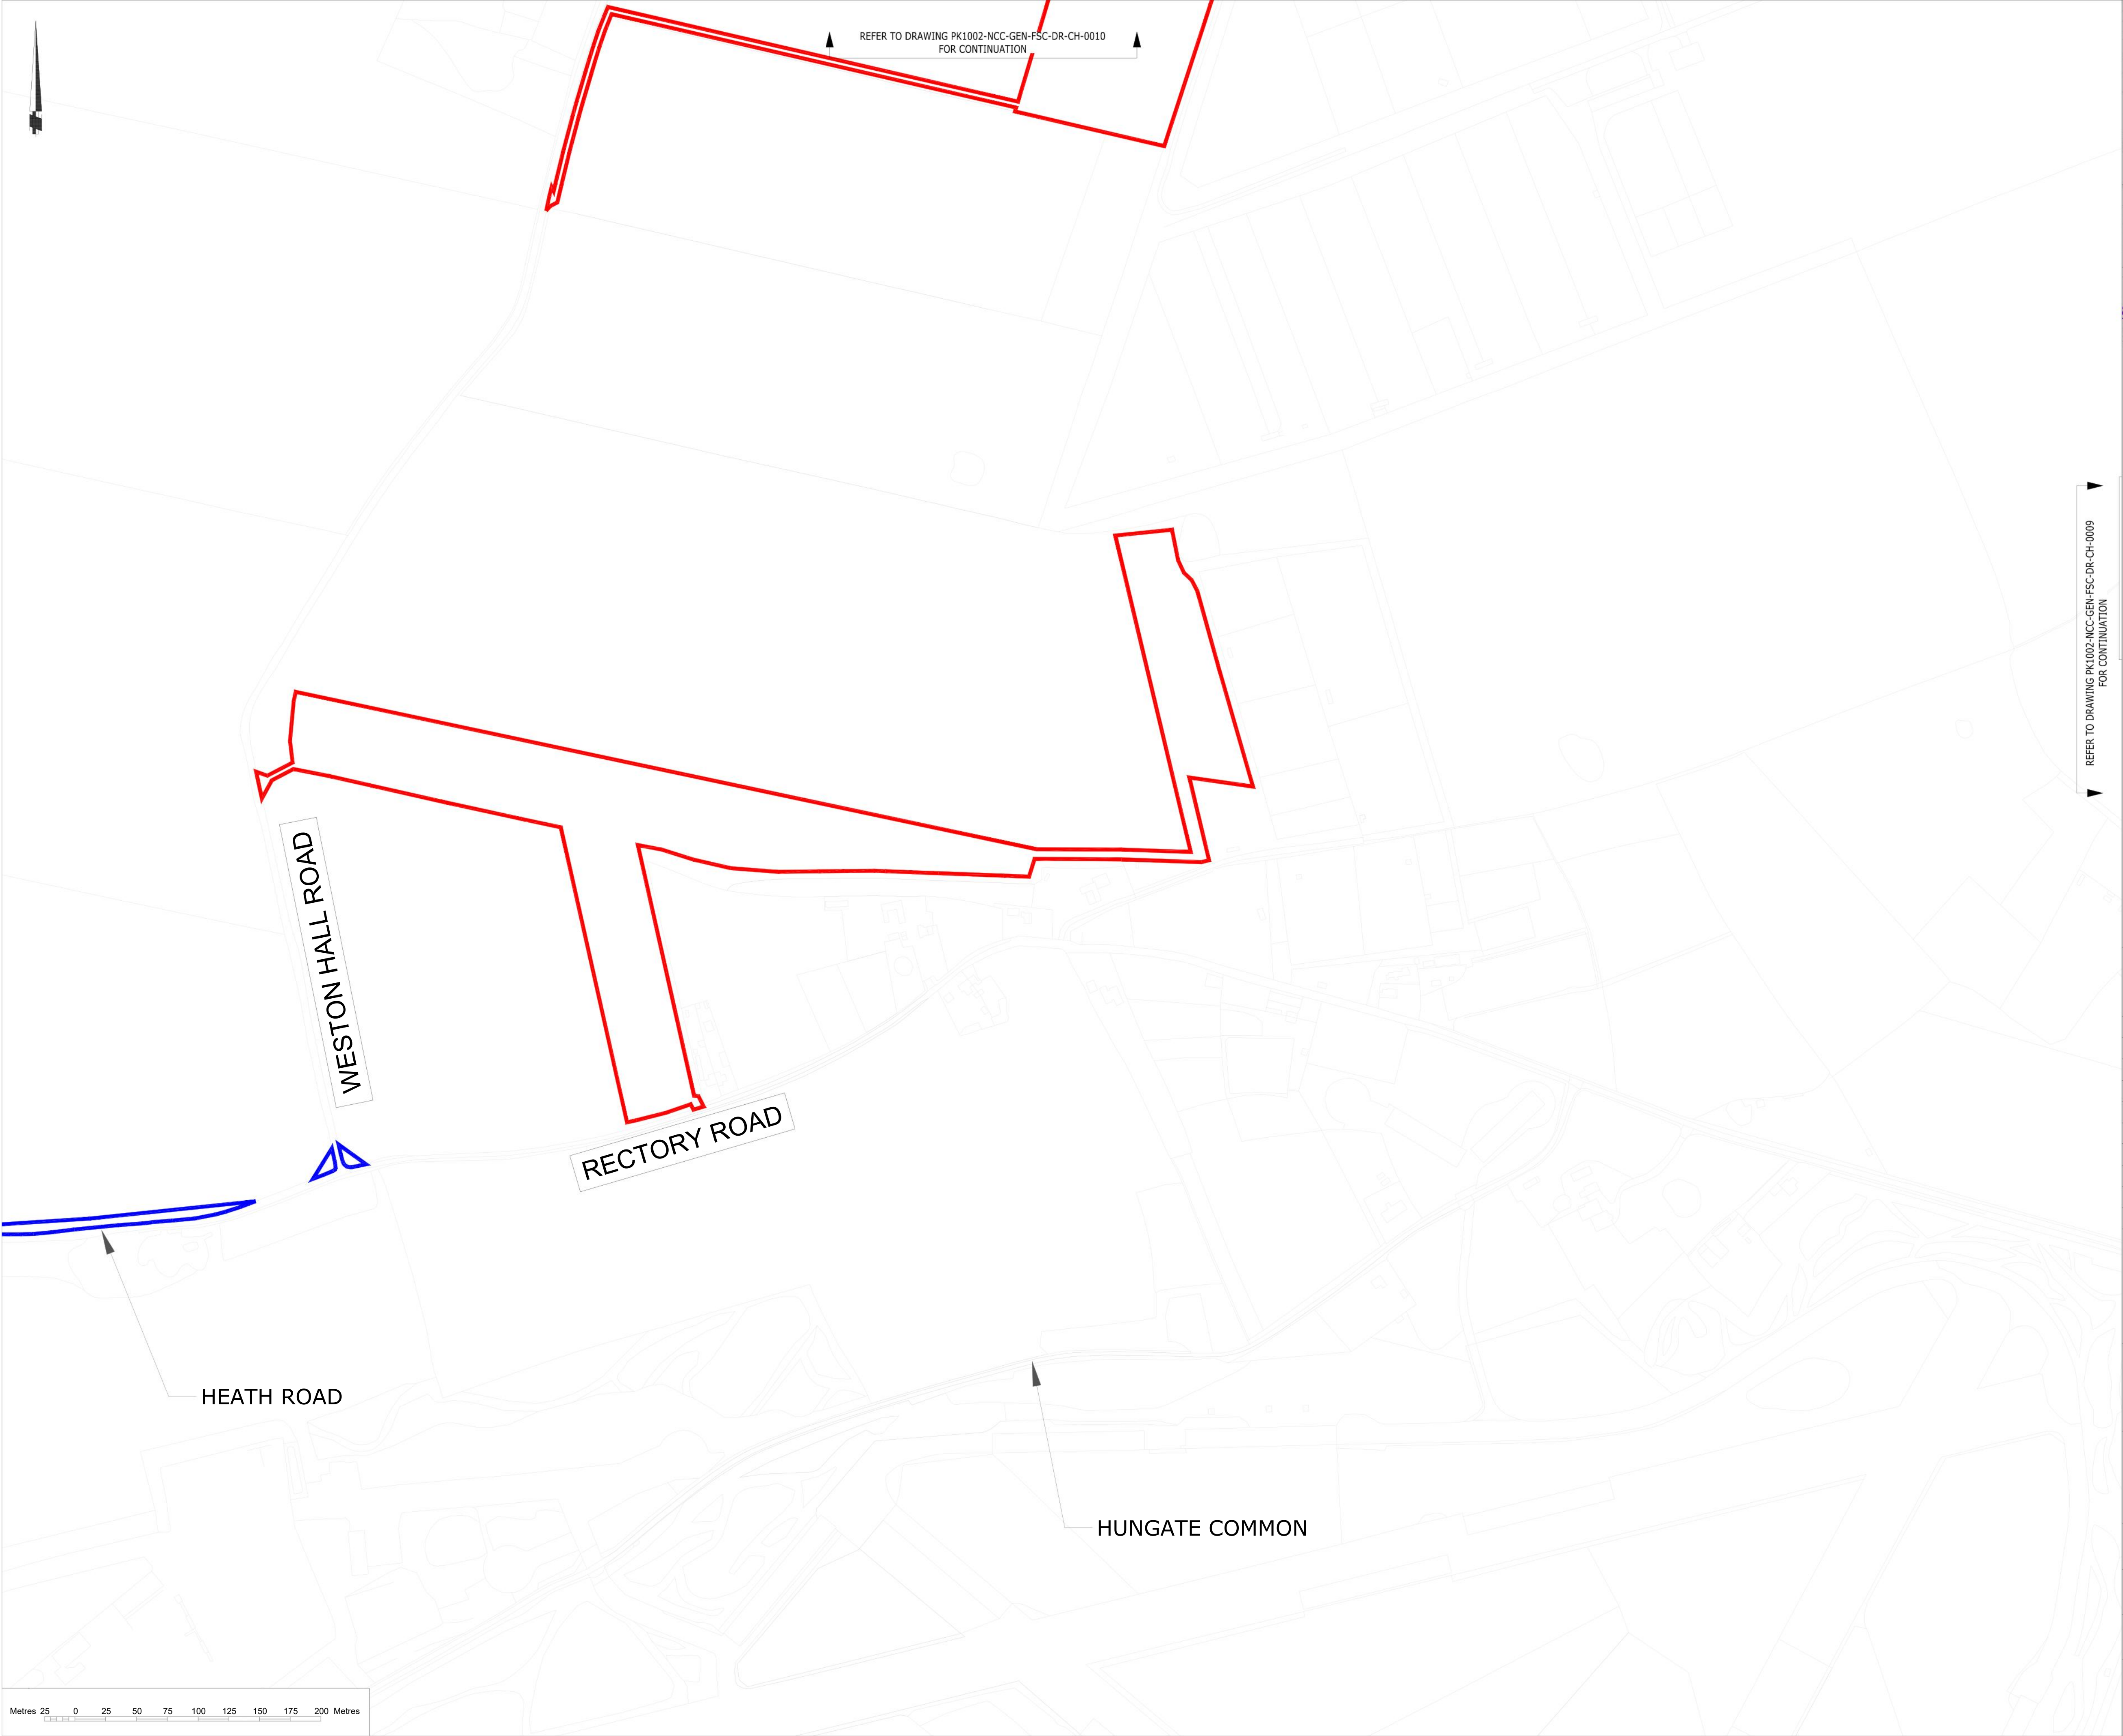 REFER TO DRAWING PK1002-NCC-GEN-FSC-DR-CH-0010
FOR CONTINUATION
REFER TO DRAWING PK1002-NCC-GEN-FSC-DR-CH-0009
FOR CONTINUATION
WESTON HALL ROAD
RECTORY ROAD
HEATH ROAD
HUNGATE COMMON
Metres 25 0 25 50 75 100 125 150 175 200 Metres